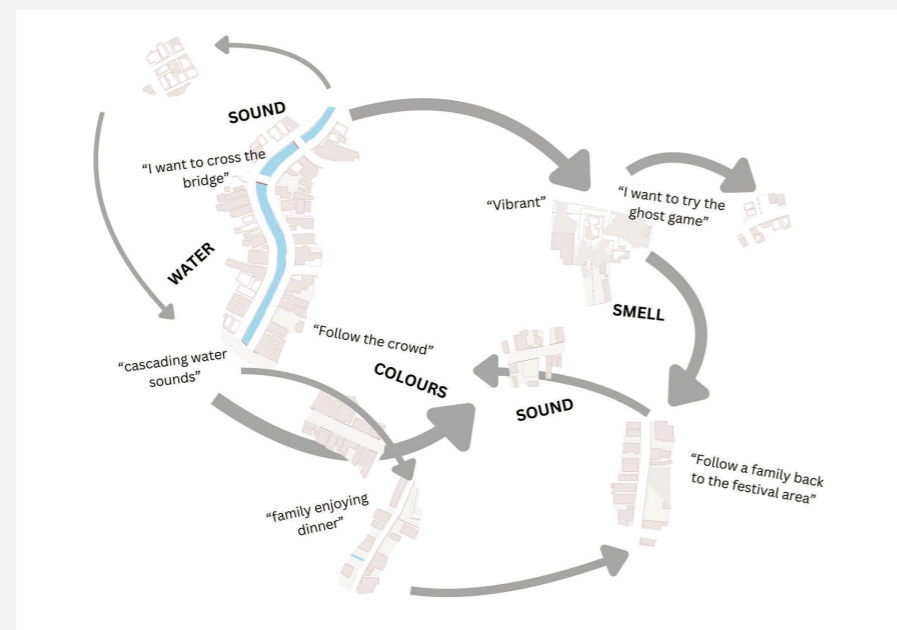 SOUND
“I want to cross the
bridge”
WATER
“cascading water
sounds”
“Follow the crowd”
COLOURS
“family enjoying
dinner”
“Vibrant”
“I want to try the
ghost game”
SMELL
SOUND
“Follow a family back
to the festival area”